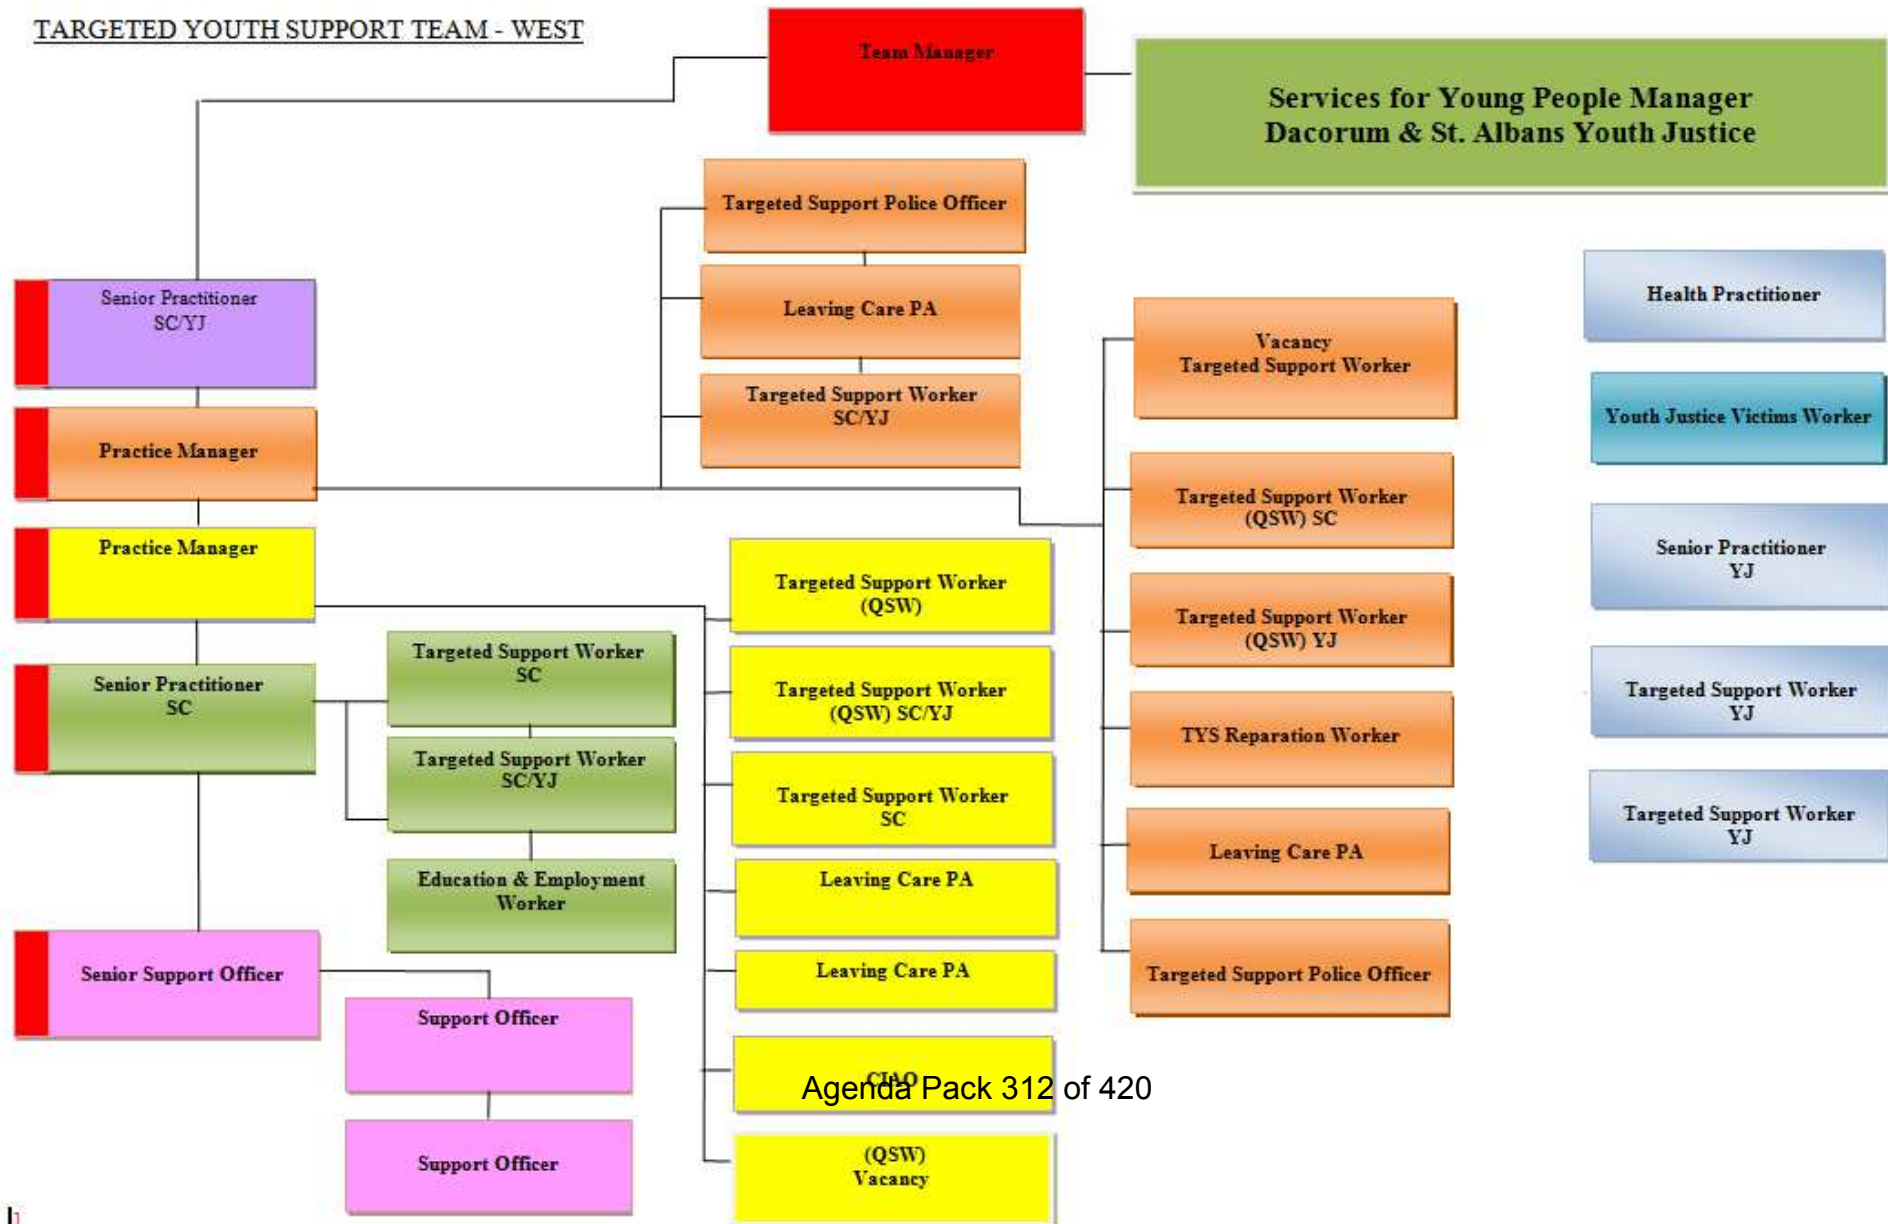 TARGETED YOUTH SUPPORT TEAM - WEST
Team Manager
Services for Young People Manager
Dacorum & St. Albans Youth Justice
Senior Practitioner
SC/YJ
Practice Manager
Practice Manager
Senior Practitioner
SC
Senior Support Officer
Targeted Support Worker
SC
Targeted Support Worker
SC/YJ
Education & Employment
Worker
Support Officer
Support Officer
Targeted Support Police Officer
Leaving Care PA
Targeted Support Worker
SC/YJ
Targeted Support Worker
(QSW)
Targeted Support Worker
(QSW) SC/YJ
Targeted Support Worker
SC
Leaving Care PA
Leaving Care PA
CIAO
Agenda Pack 312 of 420
(QSW)
Vacancy
Vacancy
Targeted Support Worker
Targeted Support Worker
(QSW) SC
Targeted Support Worker
(QSW) YJ
TYS Reparation Worker
Leaving Care PA
Targeted Support Police Officer
Health Practitioner
Youth Justice Victims Worker
Senior Practitioner
YJ
Targeted Support Worker
YJ
Targeted Support Worker
YJ